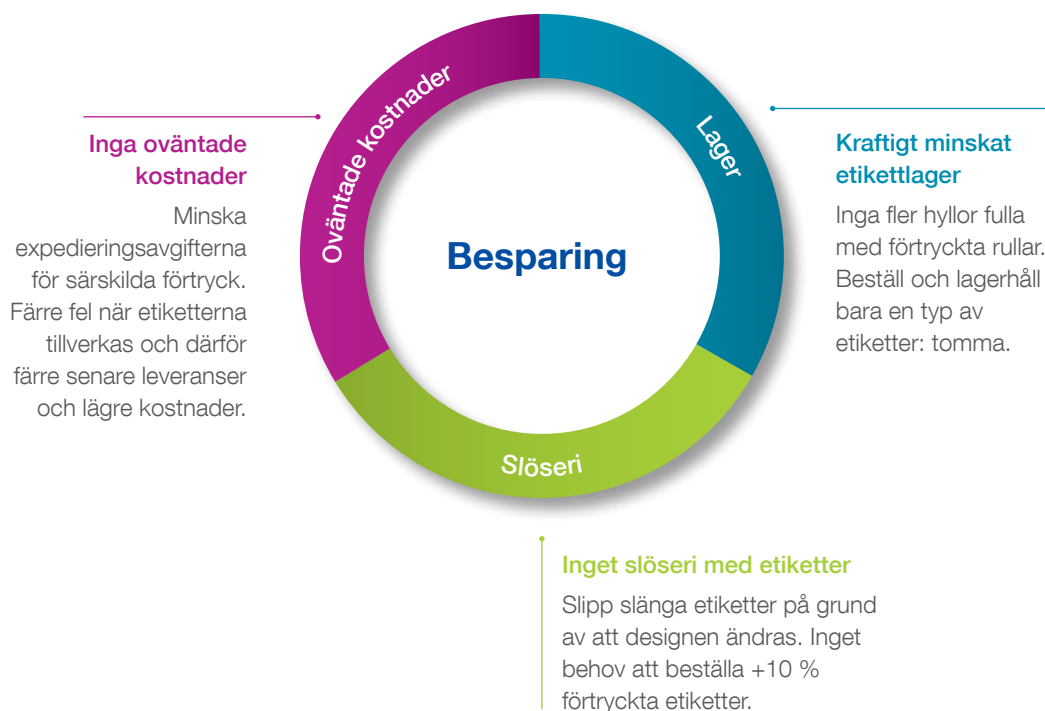 Oväntade kostnader
Lager
Slöseri
Besparing
Inga oväntade
kostnader
Minska
expedieringsavgifterna
för särskilda förtryck.
Färre fel när etiketterna
tillverkas och därför
färre senare leveranser
och lägre kostnader.
Kraftigt minskat
etikettlager
Inga fler hyllor fulla
med förtryckta rullar.
Beställ och lagerhåll
bara en typ av
etiketter: tomma.
Inget slöseri med etiketter
Slipp slänga etiketter på grund
av att designen ändras. Inget
behov att beställa +10 %
förtryckta etiketter.